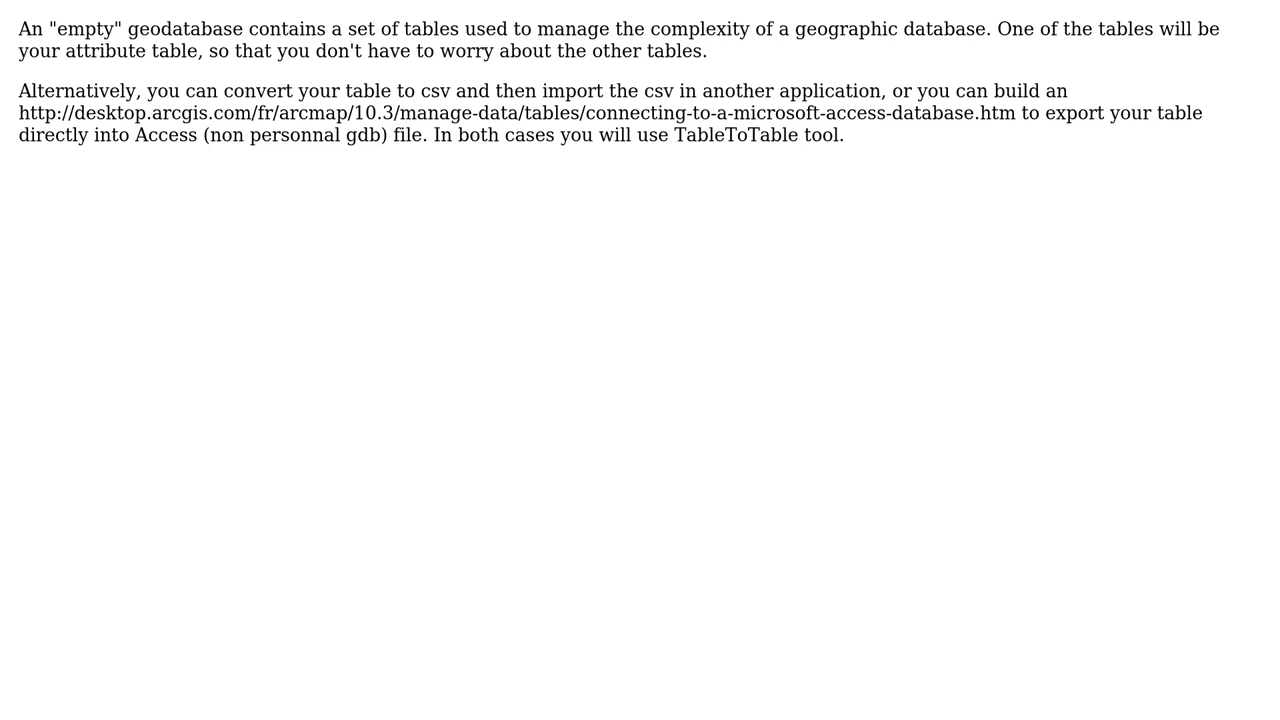 An "empty" geodatabase contains a set of tables used to manage the complexity of a geographic database. One of the tables will be
your attribute table, so that you don't have to worry about the other tables.
Alternatively, you can convert your table to csv and then import the csv in another application, or you can build an
http://desktop.arcgis.com/fr/arcmap/10.3/manage-data/tables/connecting-to-a-microsoft-access-database.htm to export your table
directly into Access (non personnal gdb) file. In both cases you will use TableToTable tool.